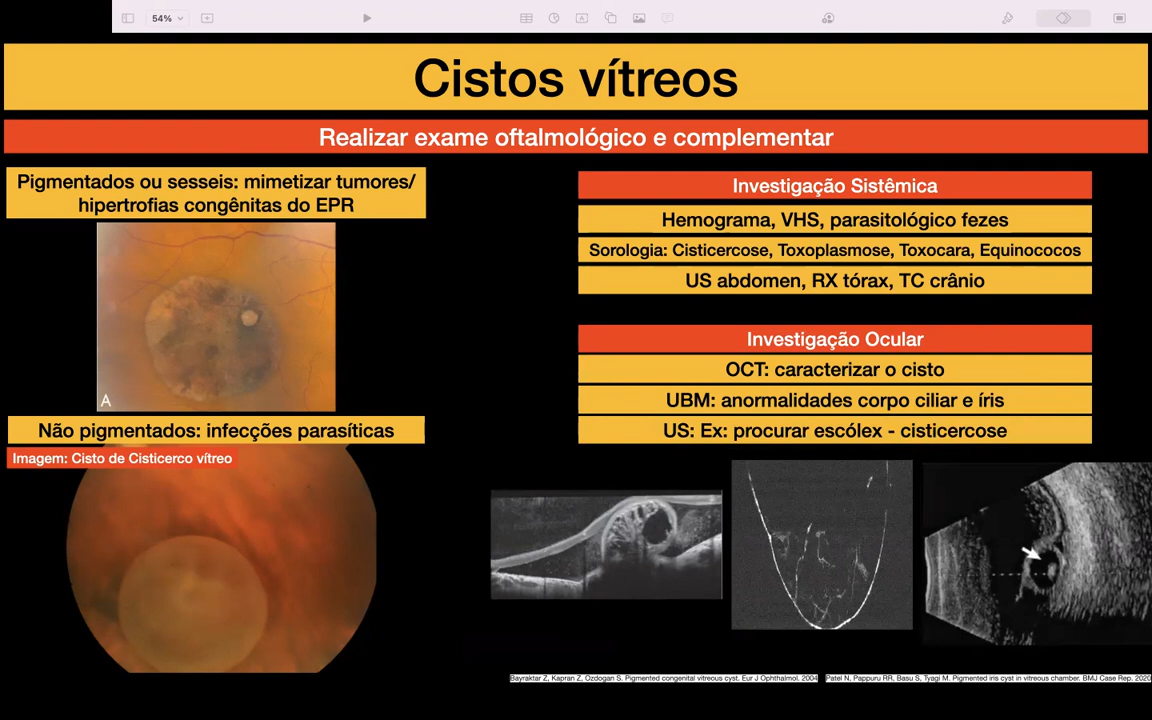 54%
Cistos vítreos
Realizar exame oftalmológico e complementar
Pigmentados ou sesseis: mimetizar tumores/
hipertrofias congênitas do EPR
A
Não pigmentados: infecções parasíticas
Imagem: Cisto de Cisticerco vítreo
Investigação Sistêmica
Hemograma, VHS, parasitológico fezes
Sorologia: Cisticercose, Toxoplasmose, Toxocara, Equinococos
US abdomen, RX tórax, TC crânio
Investigação Ocular
OCT: caracterizar o cisto
UBM: anormalidades corpo ciliar e íris
US: Ex: procurar escólex - cisticercose
Bayraktar Z, Kapran Z, Ozdogan S. Pigmented congenital vitreous cyst. Eur J Ophthalmol. 2004
Patel N, Pappuru RR, Basu S, Tyagi M. Pigmented iris cyst in vitreous chamber. BMJ Case Rep. 2020